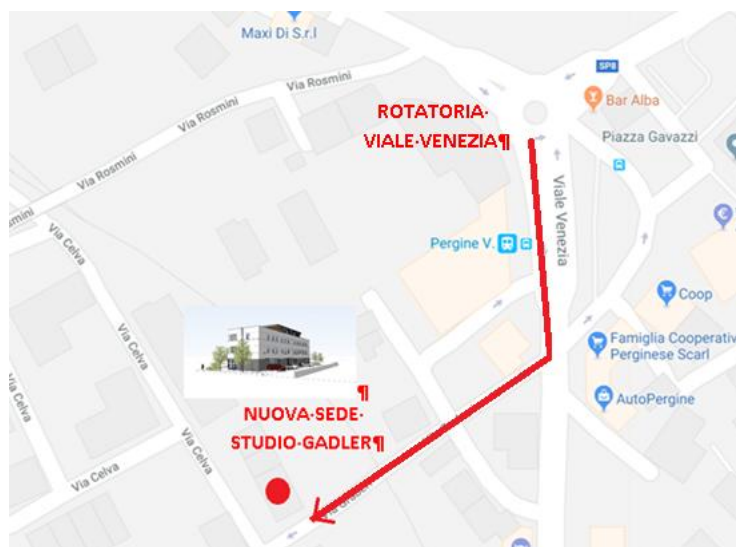 Maxi Di S.r.l
SP8
Via Rosmini
Via Rosmini
Via Rosmini
Bar Alba
ROTATORIA·
VIALE·VENEZIA¶
Piazza Gavazzi
Viale Venezia
Via Celva
Pergine V.
Coop
Via Celva
Famiglia Cooperativ
Perginese Scarl
Via Celva
¶
NUOVA·SEDE·
STUDIO·GADLER¶
AutoPergine
Via Celva
Via Celva